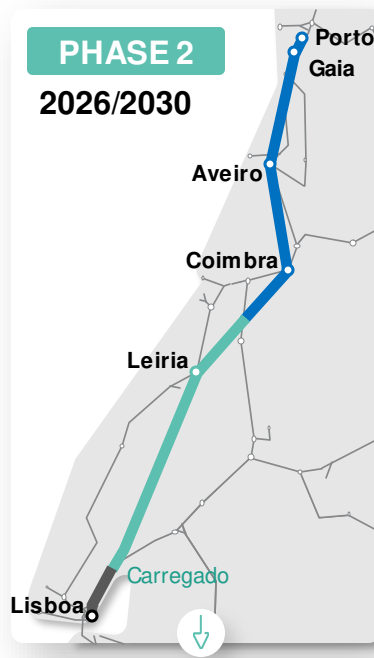 PHASE 2
2026/2030
Porto
Gaia
Aveiro
Coimbra
Leiria
Carregado
Lisboa